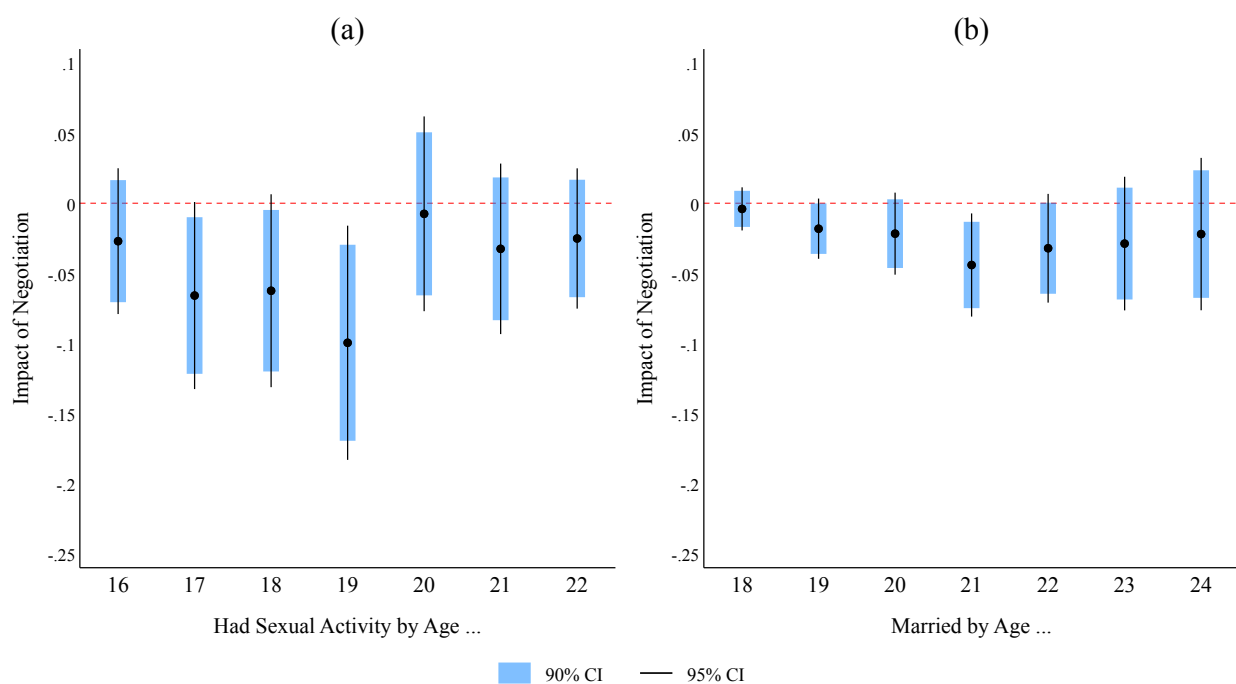 (a)
.1
.05
0
-.05
-.1
-.15
-.2
-.25
Impact of Negotiation
16 17 18 19 20 21 22
Had Sexual Activity by Age ...
(b)
.1
.05
0
-.05
-.1
-.15
-.2
-.25
Impact of Negotiation
18 19 20 21 22 23 24
Married by Age ...
90% CI 95% CI